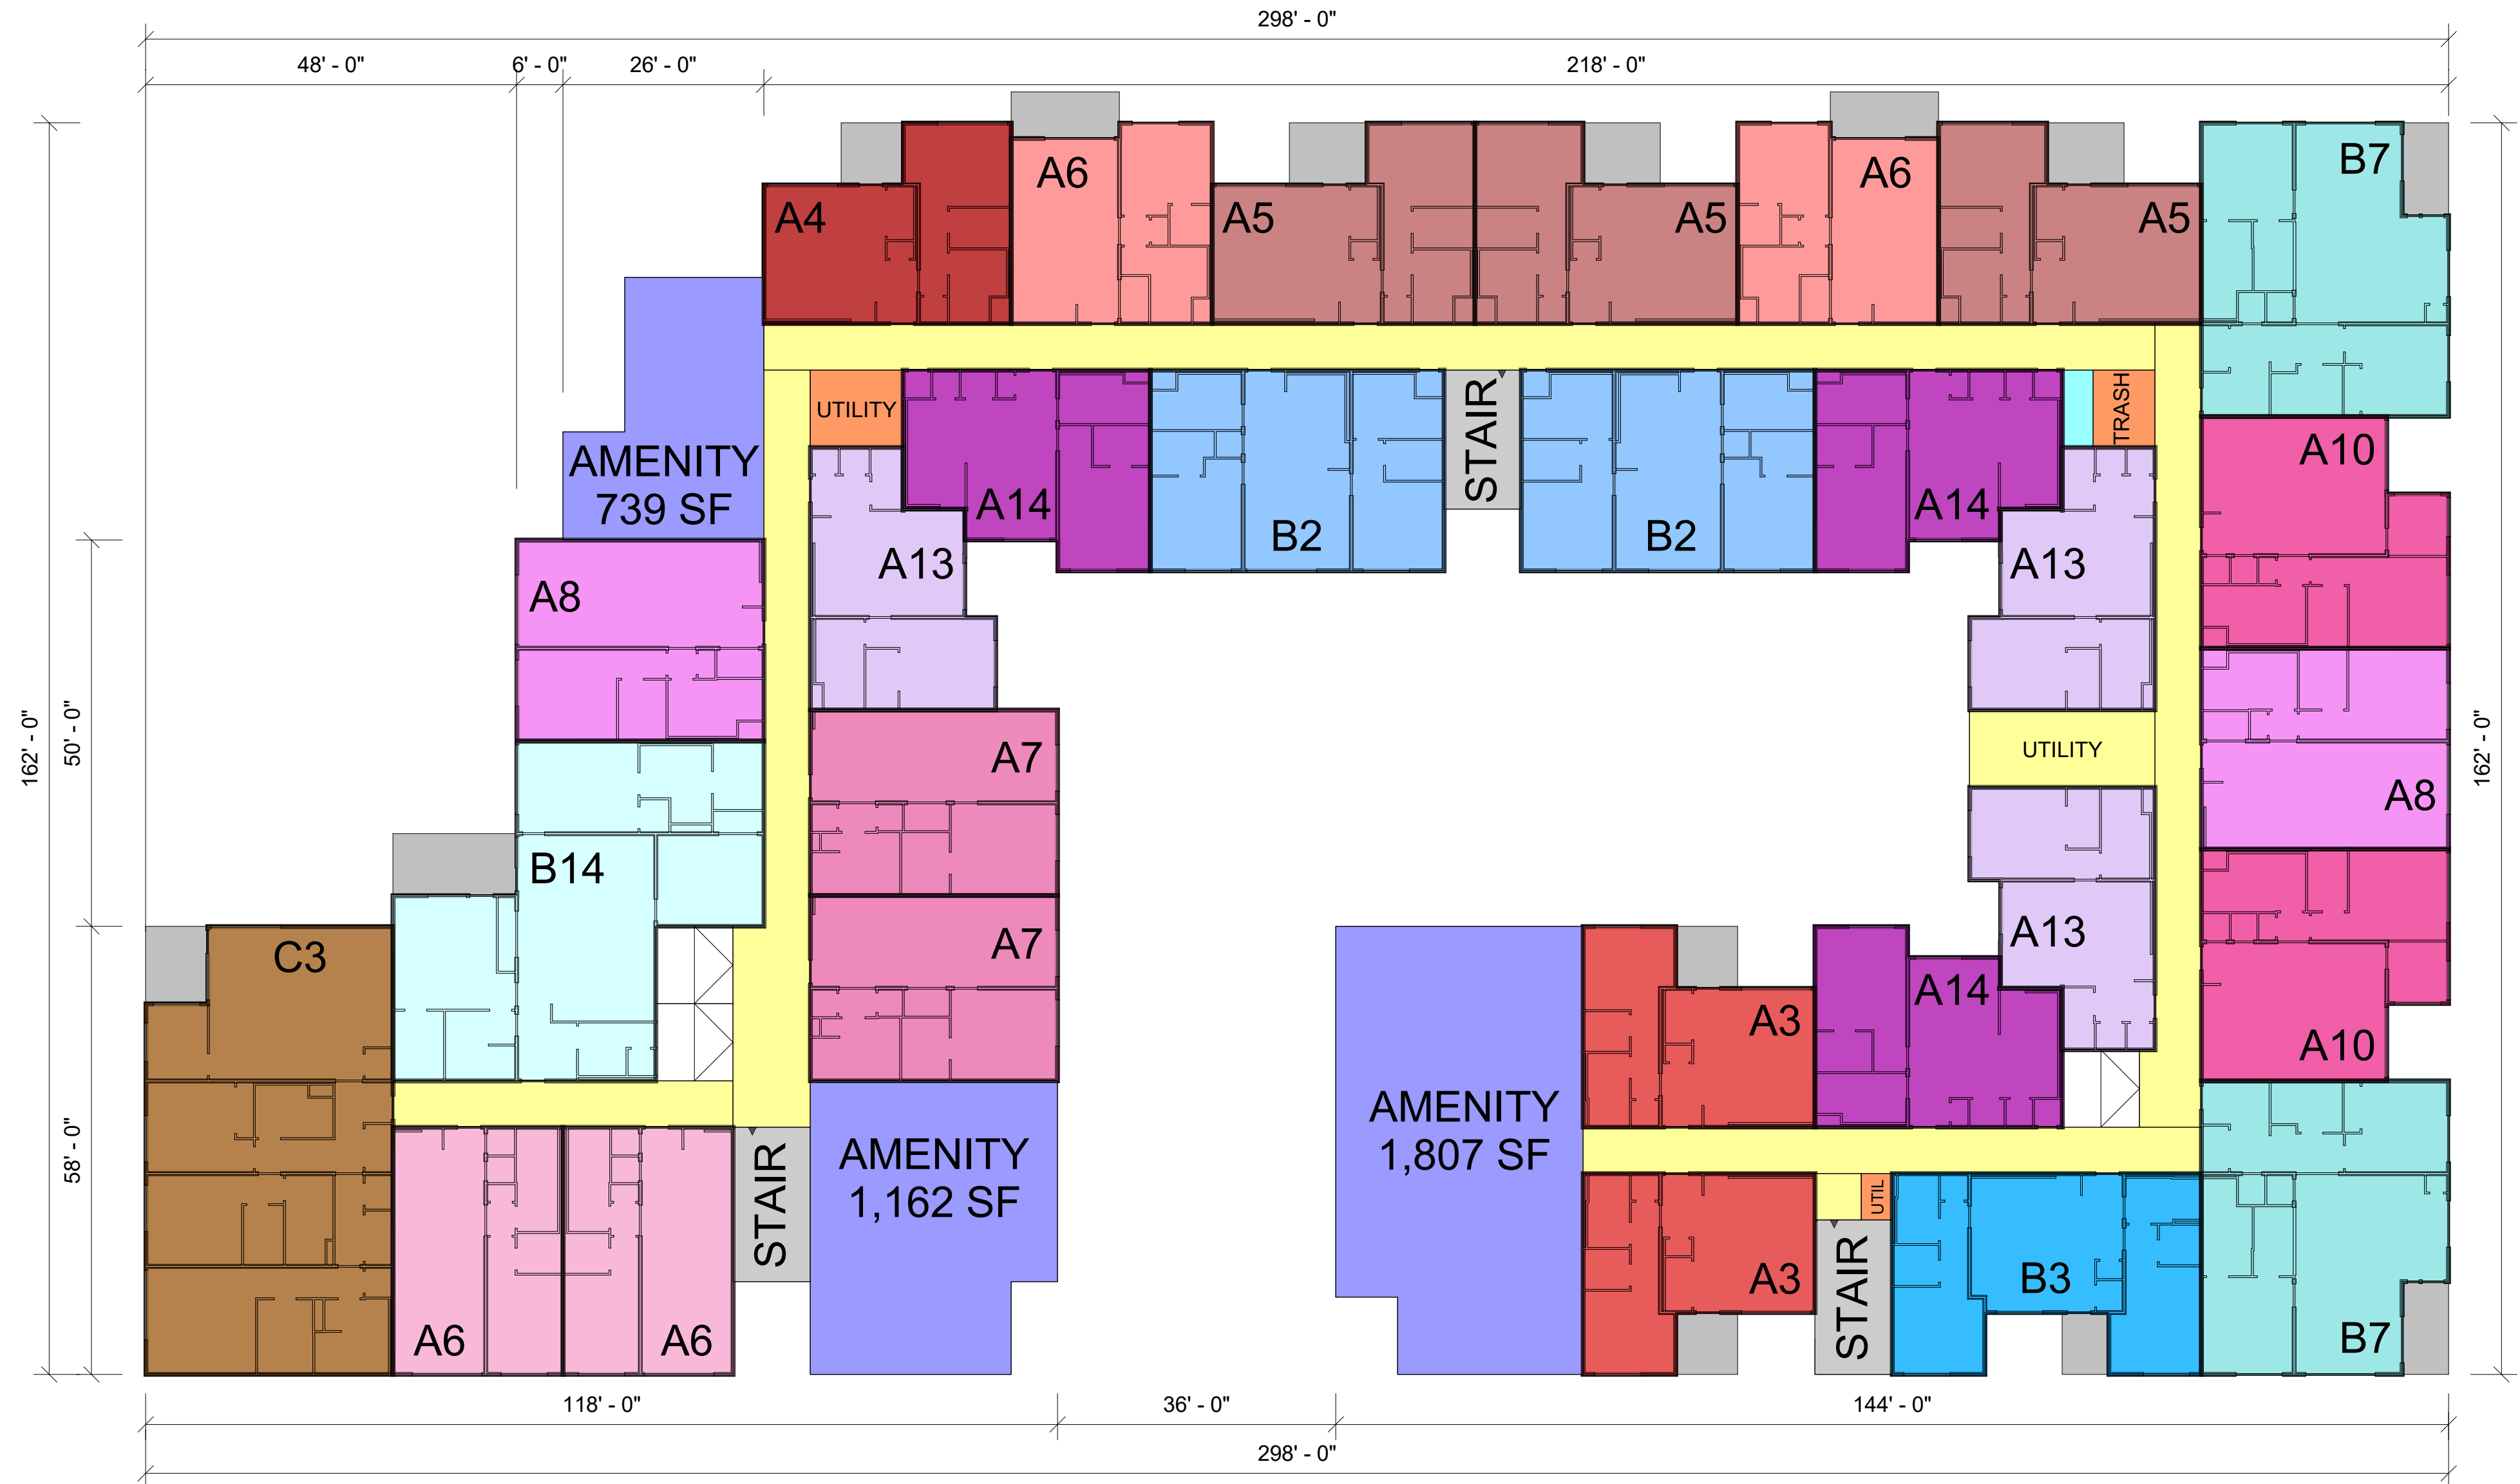 298' - 0"
48' - 0"
6' - 0"
26' - 0"
218' - 0"
A4
A6
A5
A5
A6
A5
B7
UTILITY
AMENITY
739 SF
A14
B2
STAIR
B2
A14
TRASH
A10
A13
A13
A8
162' - 0"
50' - 0"
A7
UTILITY
162' - 0"
A8
B14
A7
C3
A13
A3
A14
A10
AMENITY
1,807 SF
58' - 0"
STAIR
AMENITY
1,162 SF
UTIL
A6
A6
A3
STAIR
B3
B7
118' - 0"
36' - 0"
144' - 0"
298' - 0"